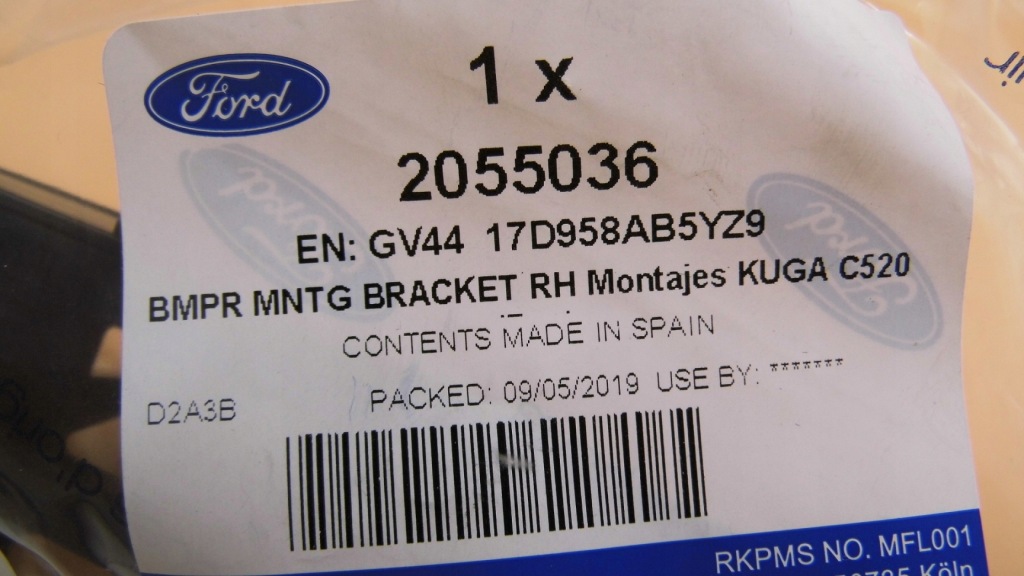 Ford
1 x
2055036
EN: GV44 17D958AB5YZ9
BMPR MNTG BRACKET RH Montajes KUGA C520
CONTENTS MADE IN SPAIN
PACKED: 09/05/2019 USE BY: *******
D2A3B
RKPMS NO. MFL001
Köln